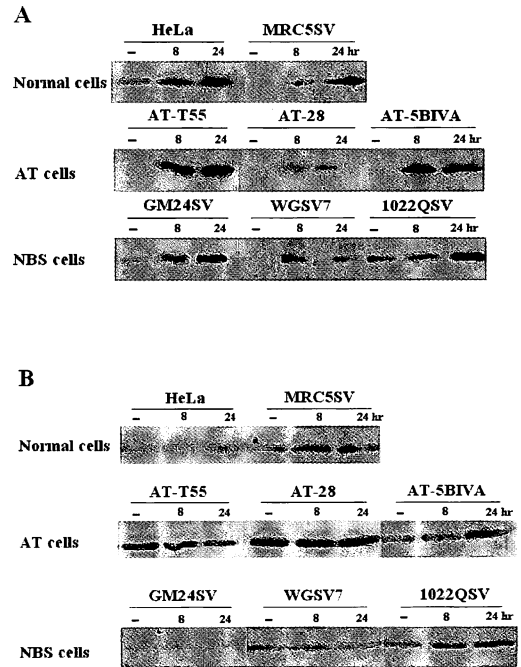 A
HeLa MRC5SV
– 8 24 – 8 24 hr
Normal cells
AT-T55 AT-28 AT-5BIVA
– 8 24 – 8 24 – 8 24 hr
AT cells
GM24SV WGSV7 1022QSV
– 8 24 – 8 24 – 8 24 hr
NBS cells
B
HeLa MRC5SV
– 8 24 – 8 24 hr
Normal cells
AT-T55 AT-28 AT-5BIVA
– 8 24 – 8 24 – 8 24 hr
AT cells
GM24SV WGSV7 1022QSV
– 8 24 – 8 24 – 8 24 hr
NBS cells